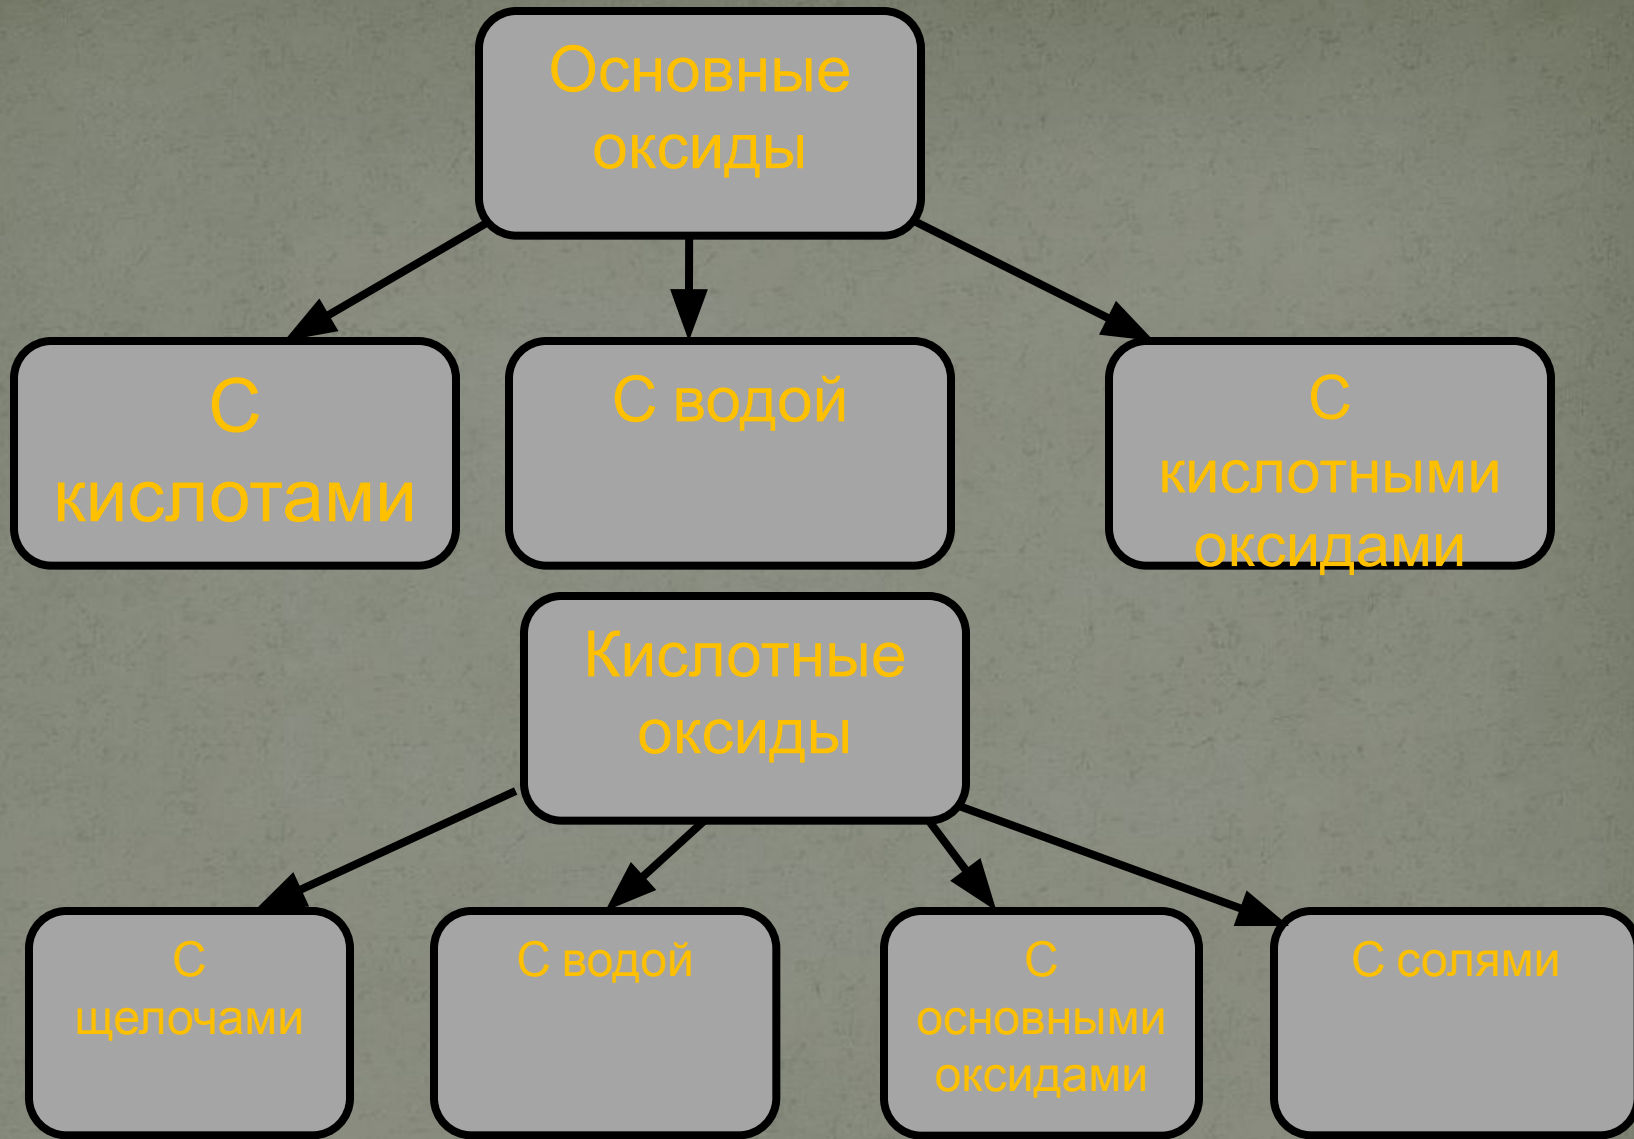 Основные
оксиды
С
кислотами
С водой
С
кислотными
оксидами
Кислотные
оксиды
С
щелочами
С водой
С
основными
оксидами
С солями